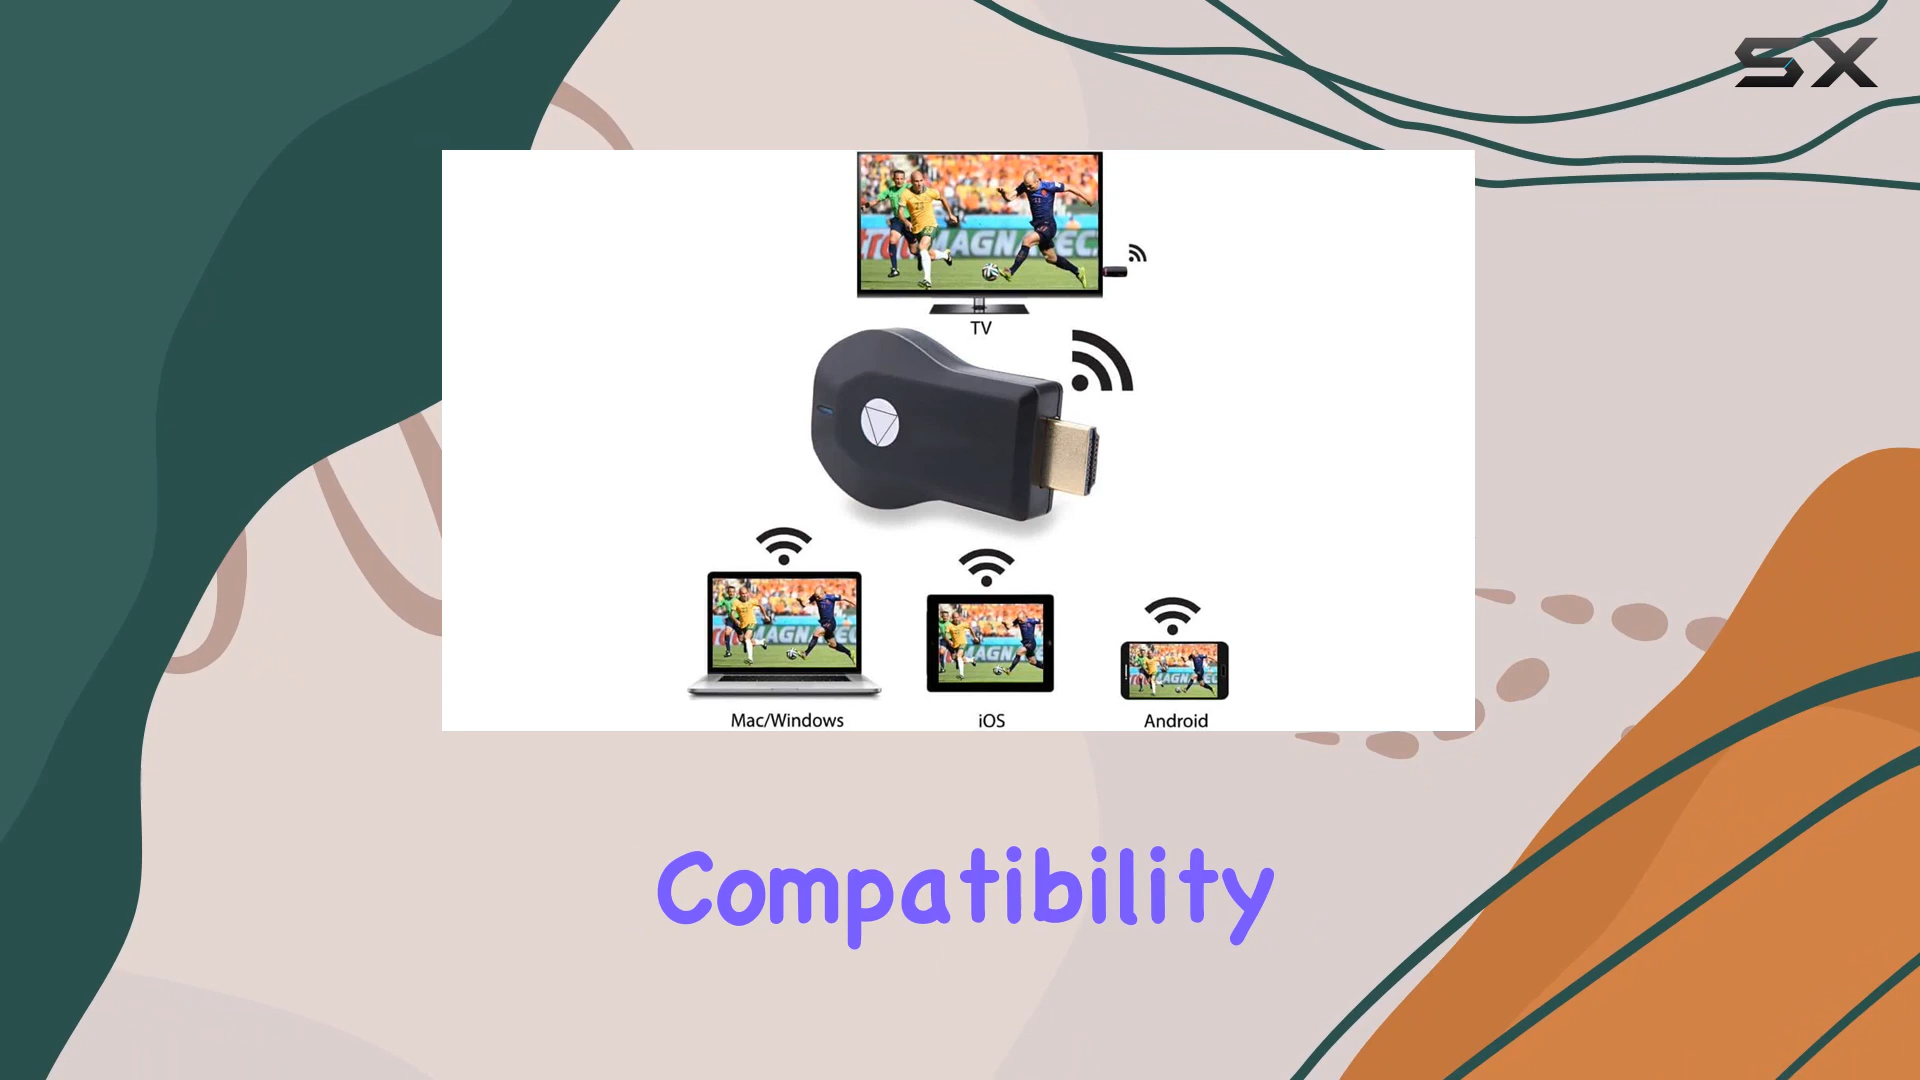 SX
TV
Mac/Windows
iOS
Android
Compatibility